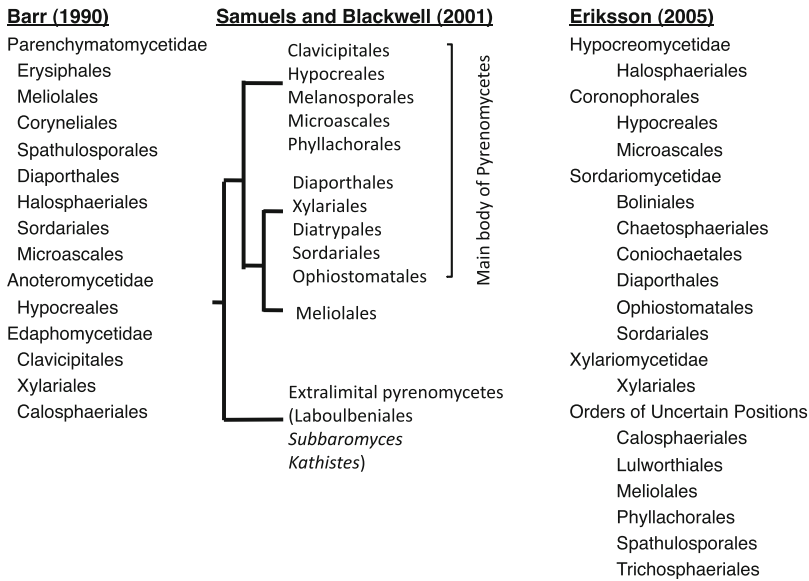 Barr (1990)
Parenchymatomycetidae
Erysiphales
Meliolales
Coryneliales
Spathulosporales
Diaporthales
Halosphaeriales
Sordariales
Microascales
Anoteromycetidae
Hypocreales
Edaphomycetidae
Clavicipitales
Xylariales
Calosphaeriales
Samuels and Blackwell (2001)
Clavicipitales
Hypocreales
Melanosporales
Microascales
Phyllachorales
Diaporthales
Xylariales
Diatrypales
Sordariales
Ophiostomatales
Main body of Pyrenomycetes
Meliolales
Extralimital pyrenomycetes
(Laboulbeniales
Subbaromyces
Kathistes)
Eriksson (2005)
Hypocreomycetidae
Halosphaeriales
Coronophorales
Hypocreales
Microascales
Sordariomycetidae
Boliniales
Chaetosphaeriales
Coniochaetales
Diaporthales
Ophiostomatales
Sordariales
Xylariomycetidae
Xylariales
Orders of Uncertain Positions
Calosphaeriales
Lulworthiales
Meliolales
Phyllachorales
Spathulosporales
Trichosphaeriales